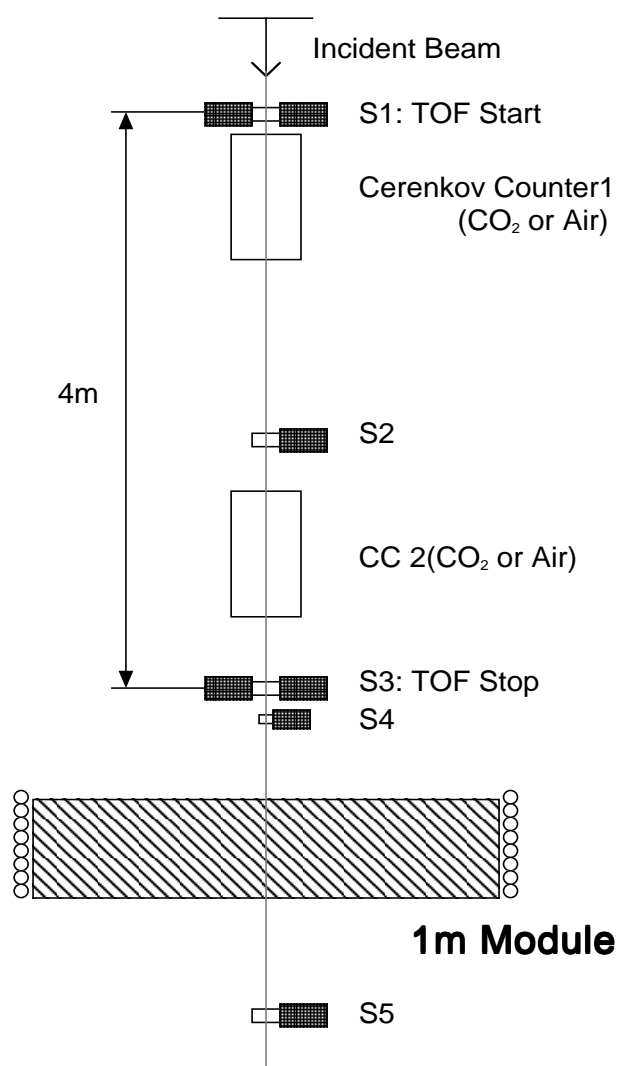 Incident Beam
S1: TOF Start
Cerenkov Counter1
(CO₂ or Air)
4m
S2
CC 2(CO₂ or Air)
S3: TOF Stop
S4
1m Module
S5